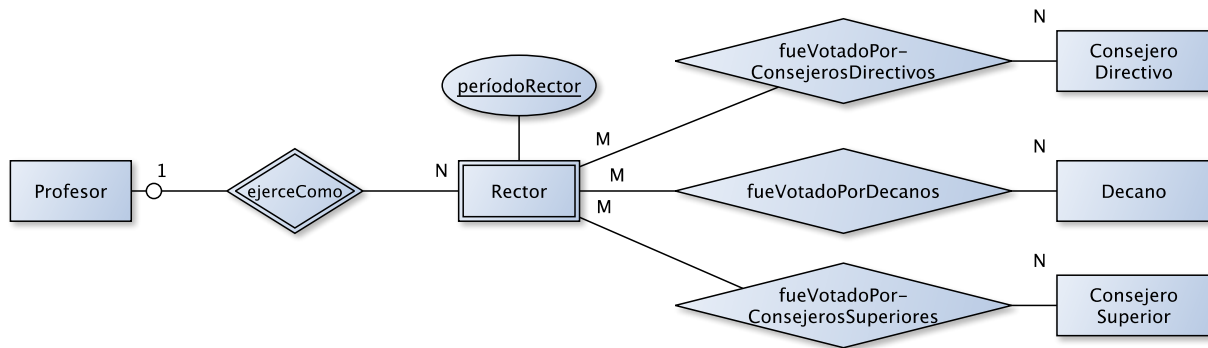 N
fueVotadoPor-
ConsejerosDirectivos
Consejero
Directivo
períodoRector
M
Profesor
1
ejerceComo
N
Rector
M
fueVotadoPorDecanos
N
Decano
M
N
fueVotadoPor-
ConsejerosSuperiores
Consejero
Superior